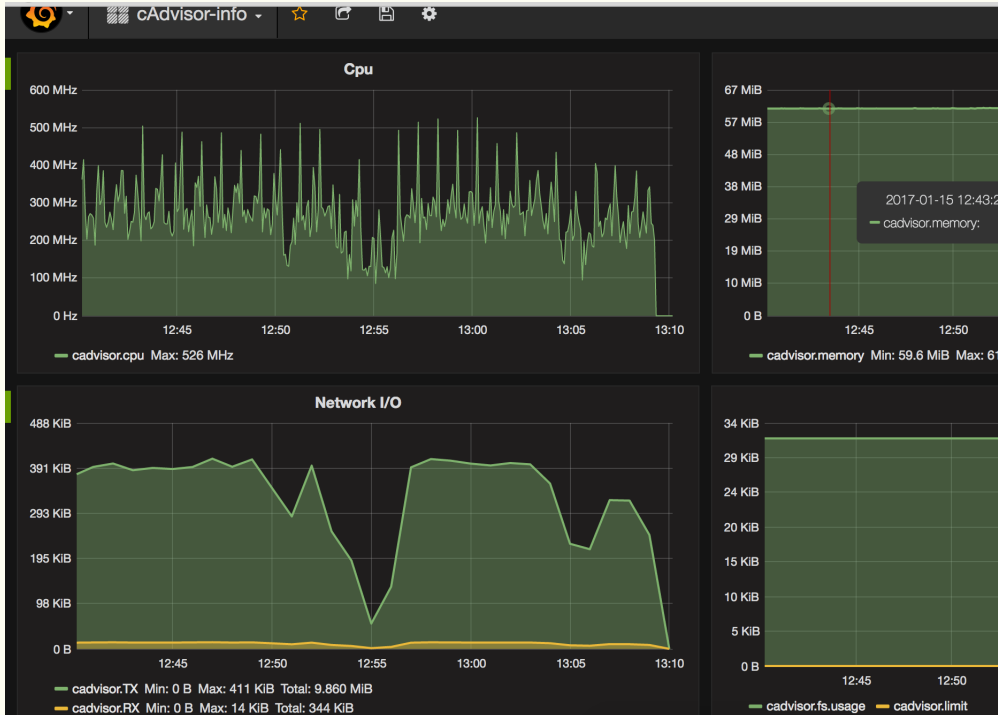 cAdvisor-info
Cpu
600 MHz
500 MHz
400 MHz
300 MHz
200 MHz
100 MHz
0 Hz
12:45 12:50 12:55 13:00 13:05 13:10
cadvisor.cpu Max: 526 MHz
67 MiB
57 MiB
48 MiB
38 MiB
29 MiB
19 MiB
10 MiB
0 B
2017-01-15 12:43:2
cadvisor.memory:
12:45 12:50
cadvisor.memory Min: 59.6 MiB Max: 61
Network I/O
488 KiB
391 KiB
293 KiB
195 KiB
98 KiB
0 B
12:45 12:50 12:55 13:00 13:05 13:10
cadvisor.TX Min: 0 B Max: 411 KiB Total: 9.860 MiB
cadvisor.RX Min: 0 B Max: 14 KiB Total: 344 KiB
34 KiB
29 KiB
24 KiB
20 KiB
15 KiB
10 KiB
5 KiB
0 B
12:45 12:50
cadvisor.fs.usage cadvisor.limit